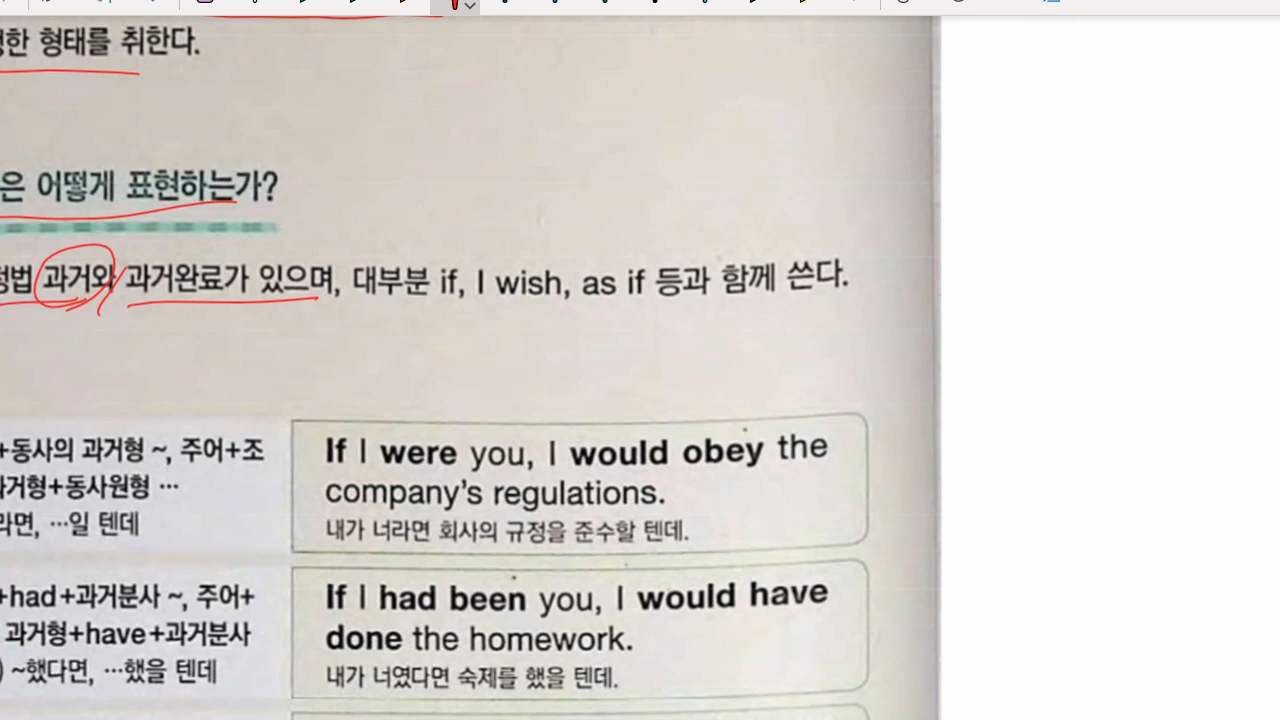 형태를 취한다.
은 어떻게 표현하는가?
과거와 과거완료가 있으며, 대부분 if, I wish, as if 등과 함께 쓴다.
+동사의 과거형 ~, 주어+조
과거형+동사원형 …
라면, …일 텐데
If I were you, I would obey the
company's regulations.
내가 너라면 회사의 규정을 준수할 텐데.
+had+과거분사 ~, 주어+
과거형+have+과거분사
) ~했다면, …했을 텐데
If I had been you, I would have
done the homework.
내가 너였다면 숙제를 했을 텐데.